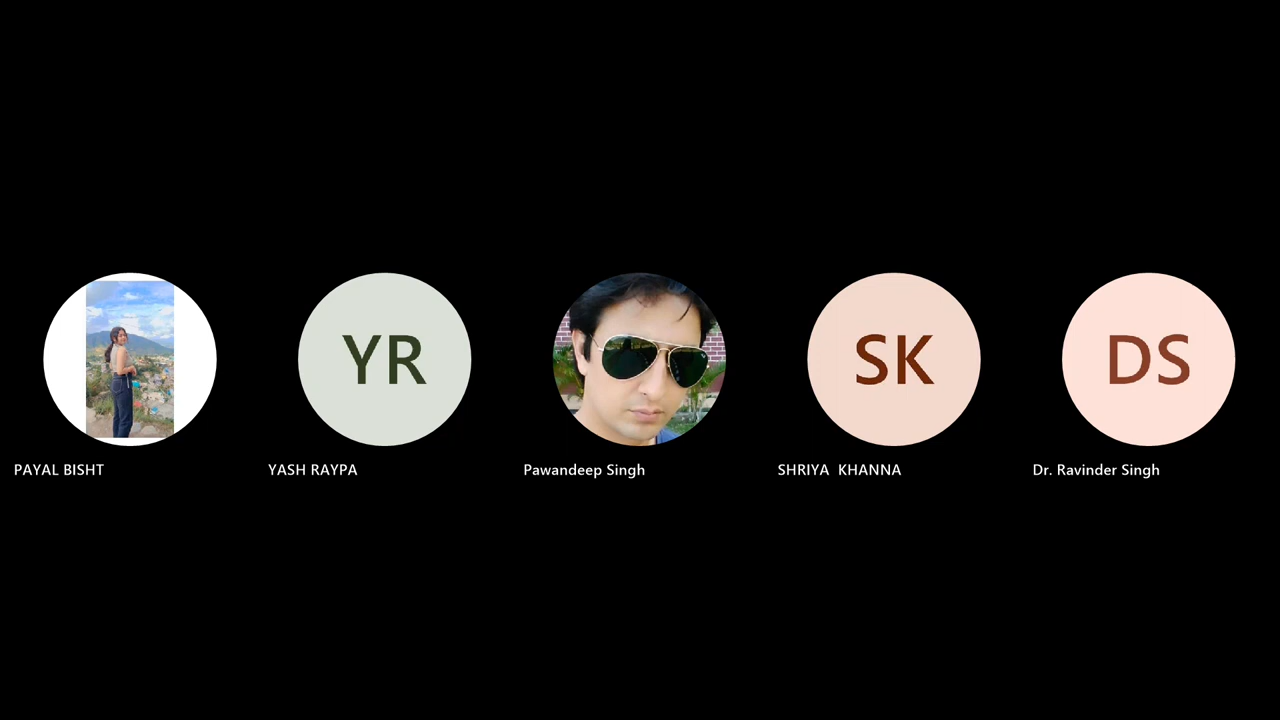 YR
SK
DS
PAYAL BISHT
YASH RAYPA
Pawandeep Singh
SHRIYA  KHANNA
Dr. Ravinder Singh